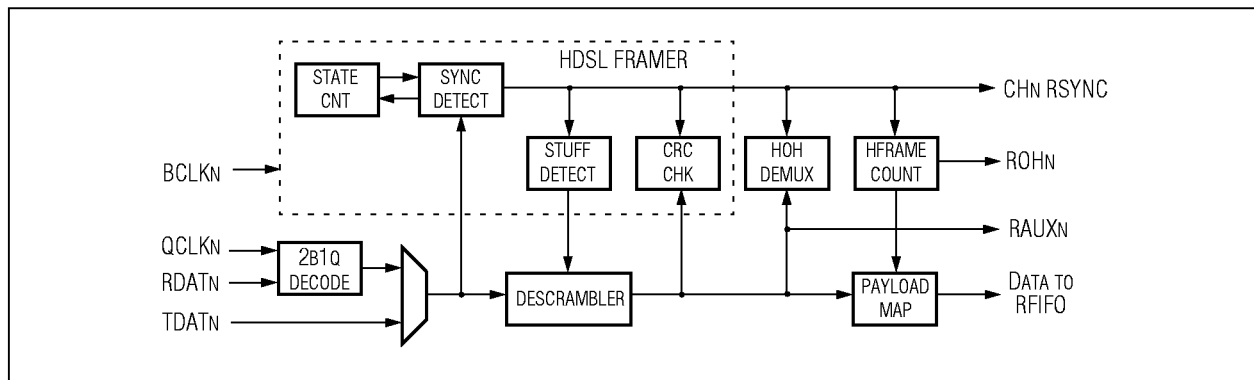 HDSL FRAMER
STATE
CNT
SYNC
DETECT
CHN RSYNC
STUFF
DETECT
CRC
CHK
HOH
DEMUX
HFRAME
COUNT
ROHN
BCLKN
RAUXN
QCLKN
RDATN
2B1Q
DECODE
TDATN
DESCRAMBLER
PAYLOAD
MAP
DATA TO
RFIFO